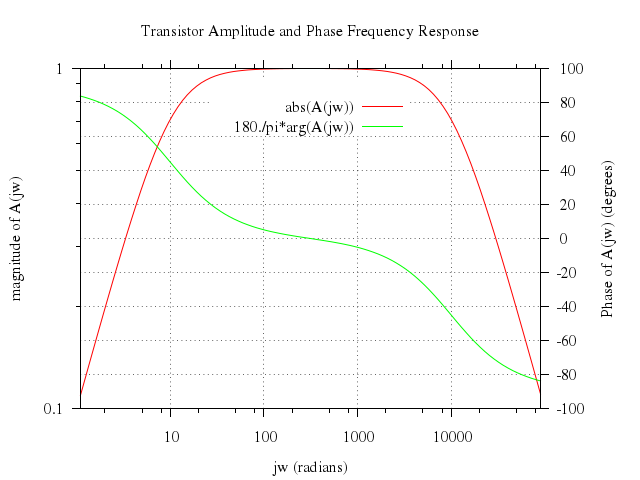 Transistor Amplitude and Phase Frequency Response
abs(A(jw))
180./pi*arg(A(jw))
magnitude of A(jw)
1
0.1
100
80
60
40
20
0
-20
-40
-60
-80
-100
Phase of A(jw) (degrees)
10 100 1000 10000
jw (radians)